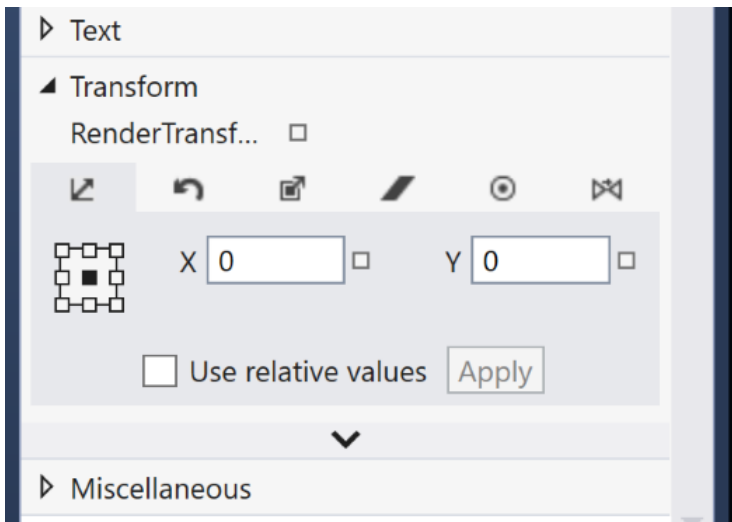 Text
Transform
RenderTransf...
X 0 Y 0
Use relative values Apply
Miscellaneous